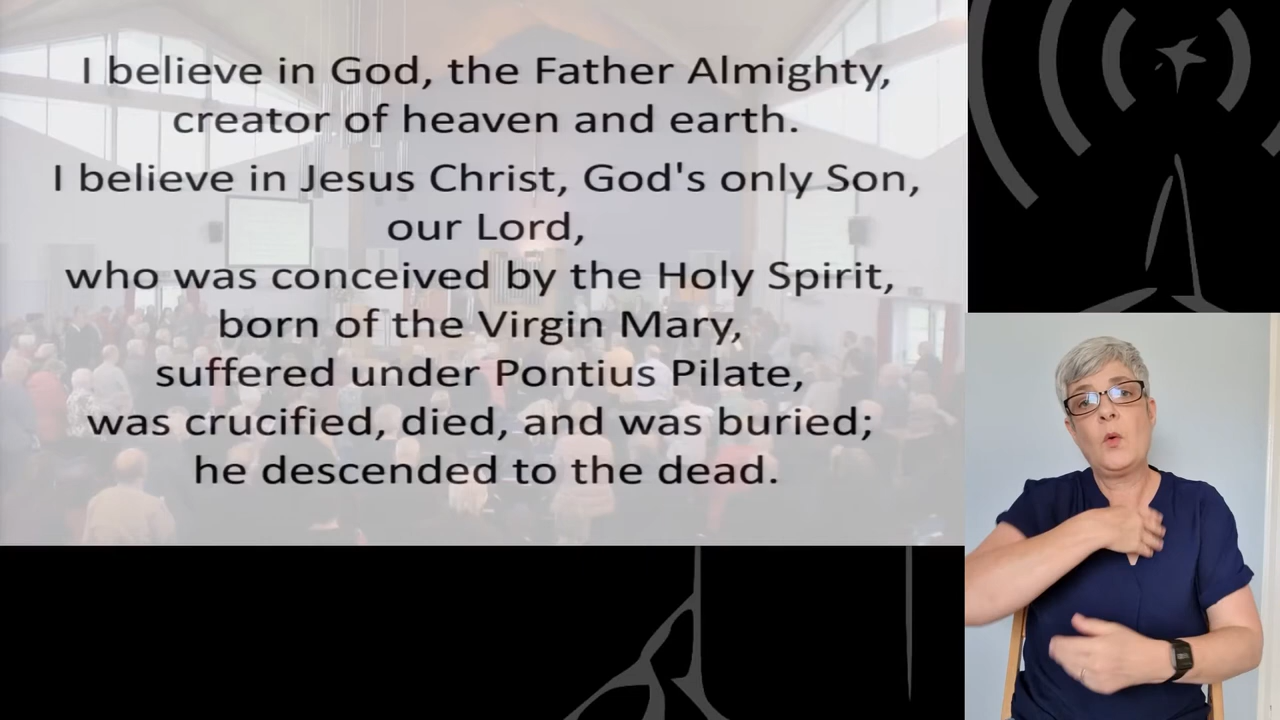 I believe in God, the Father Almighty,
creator of heaven and earth.
I believe in Jesus Christ, God's only Son,
our Lord,
who was conceived by the Holy Spirit,
born of the Virgin Mary,
suffered under Pontius Pilate,
was crucified, died, and was buried;
he descended to the dead.